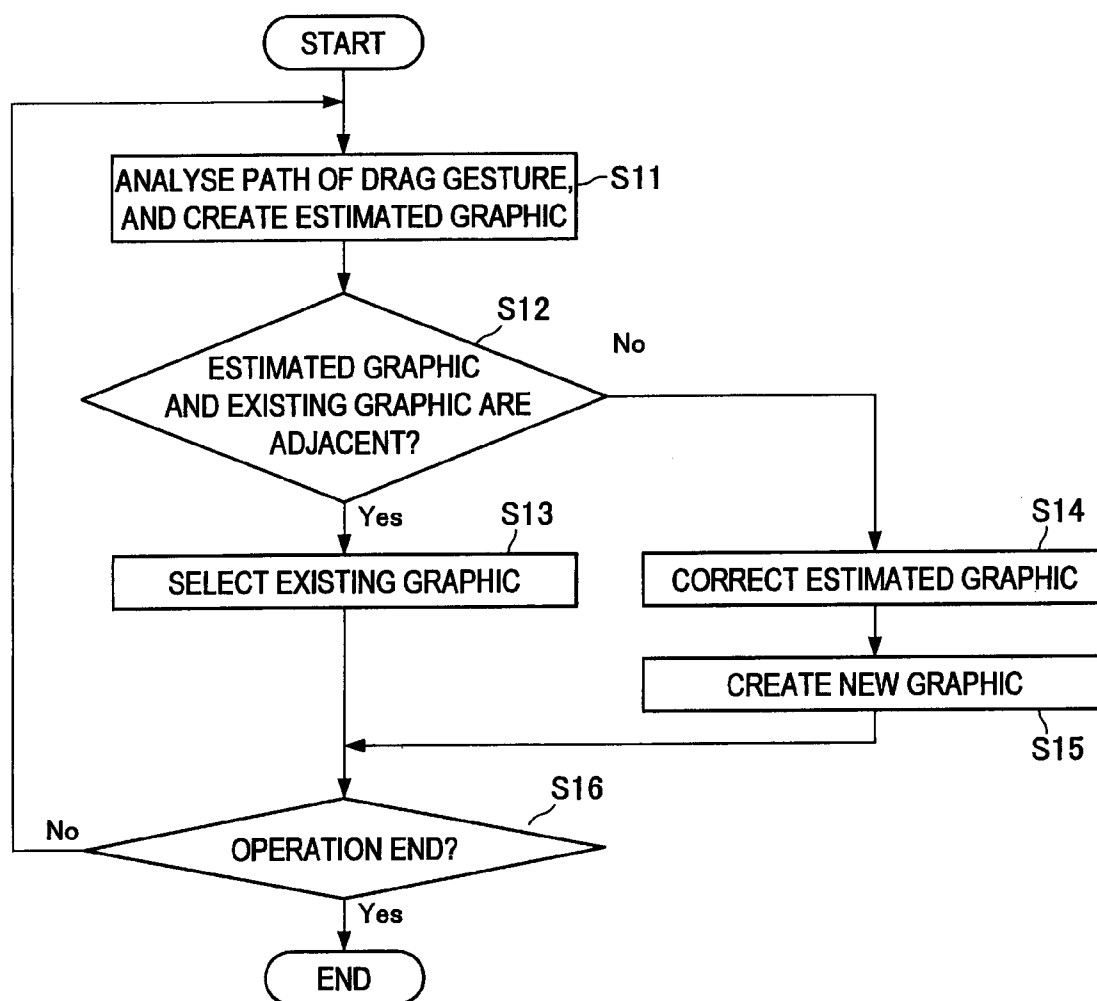 START
ANALYSE PATH OF DRAG GESTURE,
AND CREATE ESTIMATED GRAPHIC
S11
S12
No
ESTIMATED GRAPHIC
AND EXISTING GRAPHIC ARE
ADJACENT?
Yes
S13
SELECT EXISTING GRAPHIC
S14
CORRECT ESTIMATED GRAPHIC
CREATE NEW GRAPHIC
S15
S16
No
OPERATION END?
Yes
END